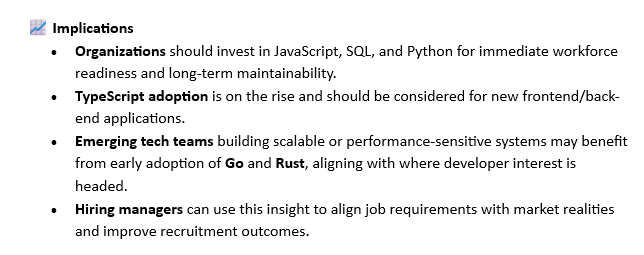 Implications
• Organizations should invest in JavaScript, SQL, and Python for immediate workforce
readiness and long-term maintainability.
• TypeScript adoption is on the rise and should be considered for new frontend/back-
end applications.
• Emerging tech teams building scalable or performance-sensitive systems may benefit
from early adoption of Go and Rust, aligning with where developer interest is
headed.
• Hiring managers can use this insight to align job requirements with market realities
and improve recruitment outcomes.